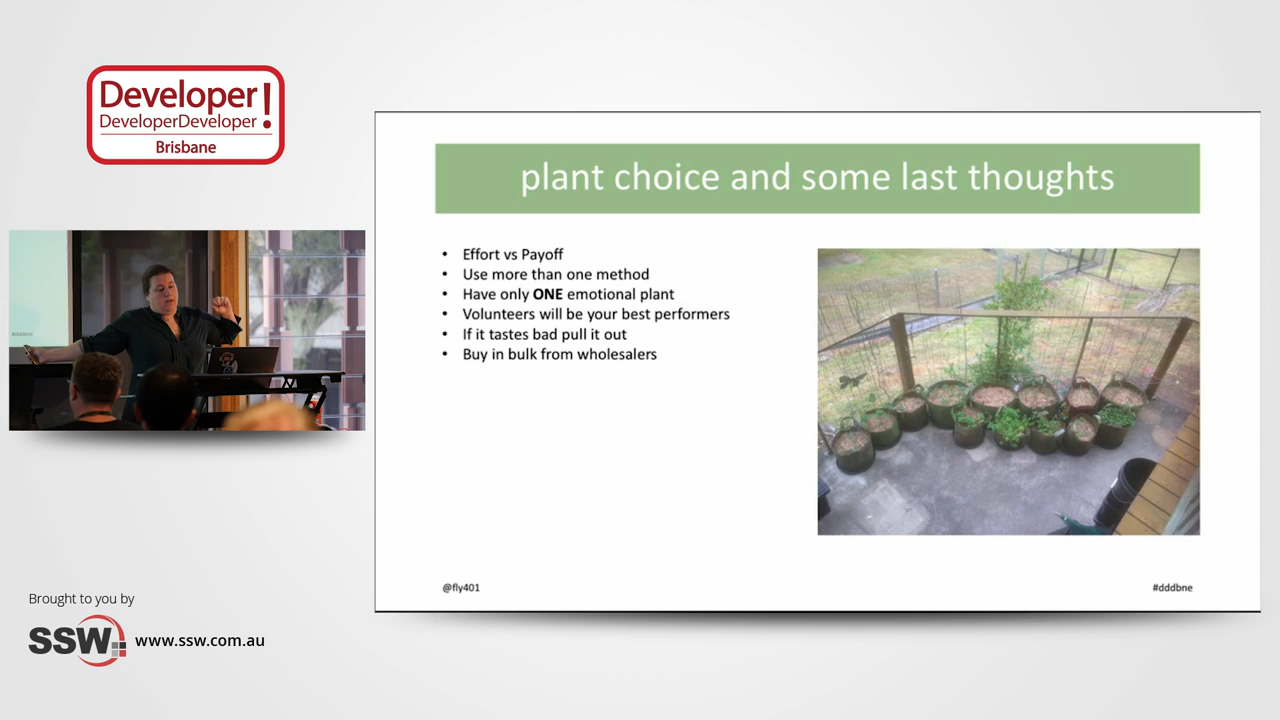 Developer!
DeveloperDeveloper
Brisbane
plant choice and some last thoughts
• Effort vs Payoff
• Use more than one method
• Have only ONE emotional plant
• Volunteers will be your best performers
• If it tastes bad pull it out
• Buy in bulk from wholesalers
@fly401
#dddbne
Brought to you by
SSW
www.ssw.com.au